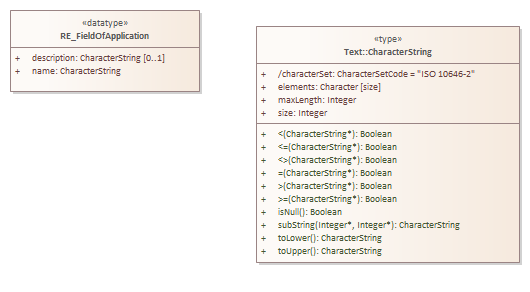 «datatype»
RE_FieldOfApplication
+ description: CharacterString [0..1]
+ name: CharacterString
«type»
Text::CharacterString
+ /characterSet: CharacterSetCode = "ISO 10646-2"
+ elements: Character [size]
+ maxLength: Integer
+ size: Integer
+ <(CharacterString*): Boolean
+ <=(CharacterString*): Boolean
+ <>(CharacterString*): Boolean
+ =(CharacterString*): Boolean
+ >(CharacterString*): Boolean
+ >=(CharacterString*): Boolean
+ isNull(): Boolean
+ subString(Integer*, Integer*): CharacterString
+ toLower(): CharacterString
+ toUpper(): CharacterString